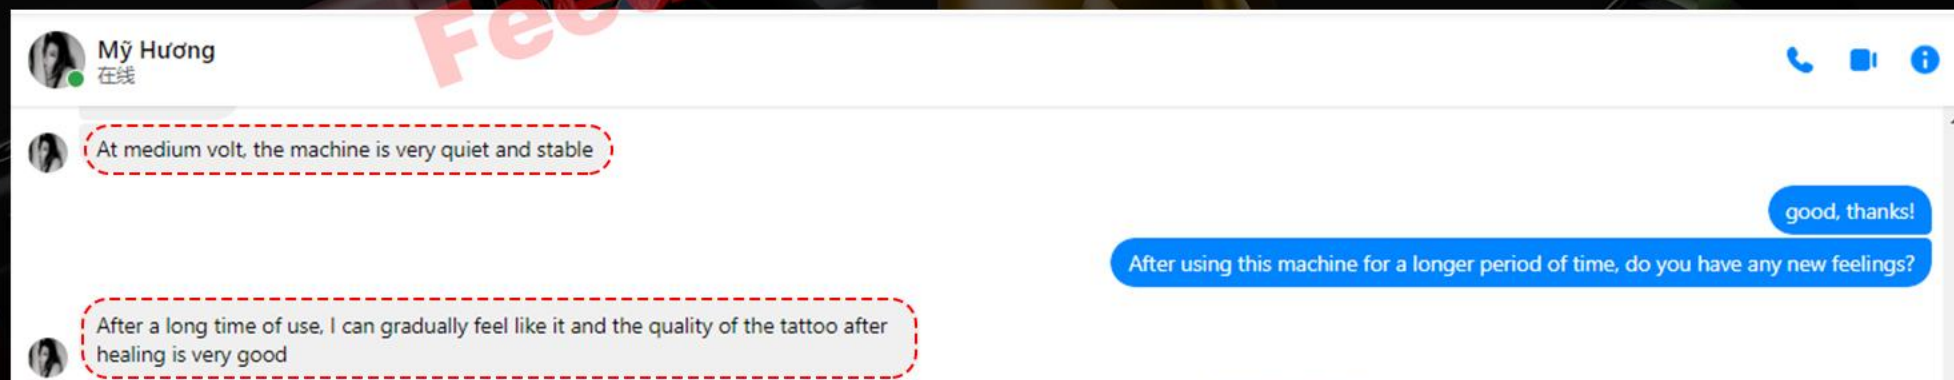 Mỹ Hương
在线
At medium volt, the machine is very quiet and stable
good, thanks!
After using this machine for a longer period of time, do you have any new feelings?
After a long time of use, I can gradually feel like it and the quality of the tattoo after
healing is very good